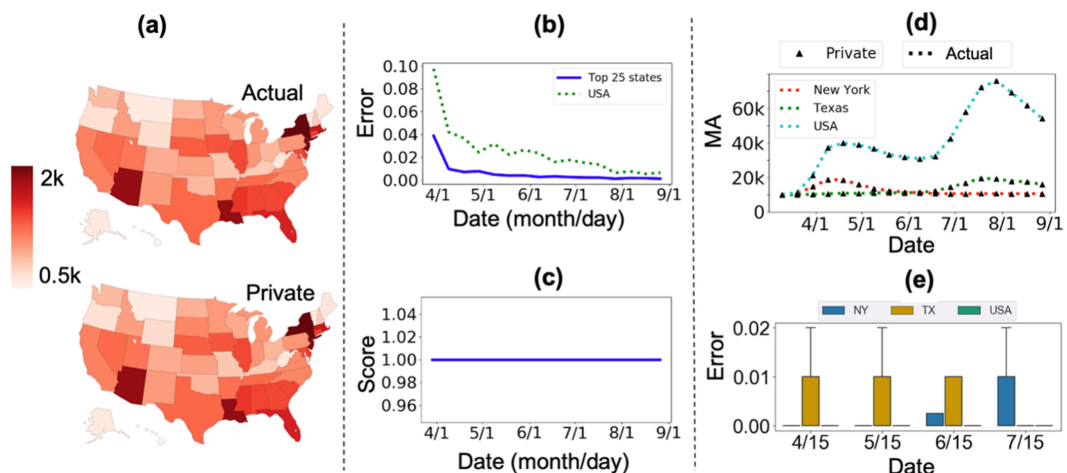 (a)
Actual
2k
0.5k
Private
(b)
0.10
0.08
0.06
0.04
0.02
0.00
Error
Top 25 states
USA
4/1 5/1 6/1 7/1 8/1 9/1
Date (month/day)
(c)
1.04
1.02
1.00
0.98
0.96
Score
4/1 5/1 6/1 7/1 8/1 9/1
Date (month/day)
(d)
Private
Actual
New York
Texas
USA
60k
40k
20k
0
MA
4/1 5/1 6/1 7/1 8/1 9/1
Date
(e)
NY TX USA
0.02
0.01
0.00
Error
4/15 5/15 6/15 7/15
Date